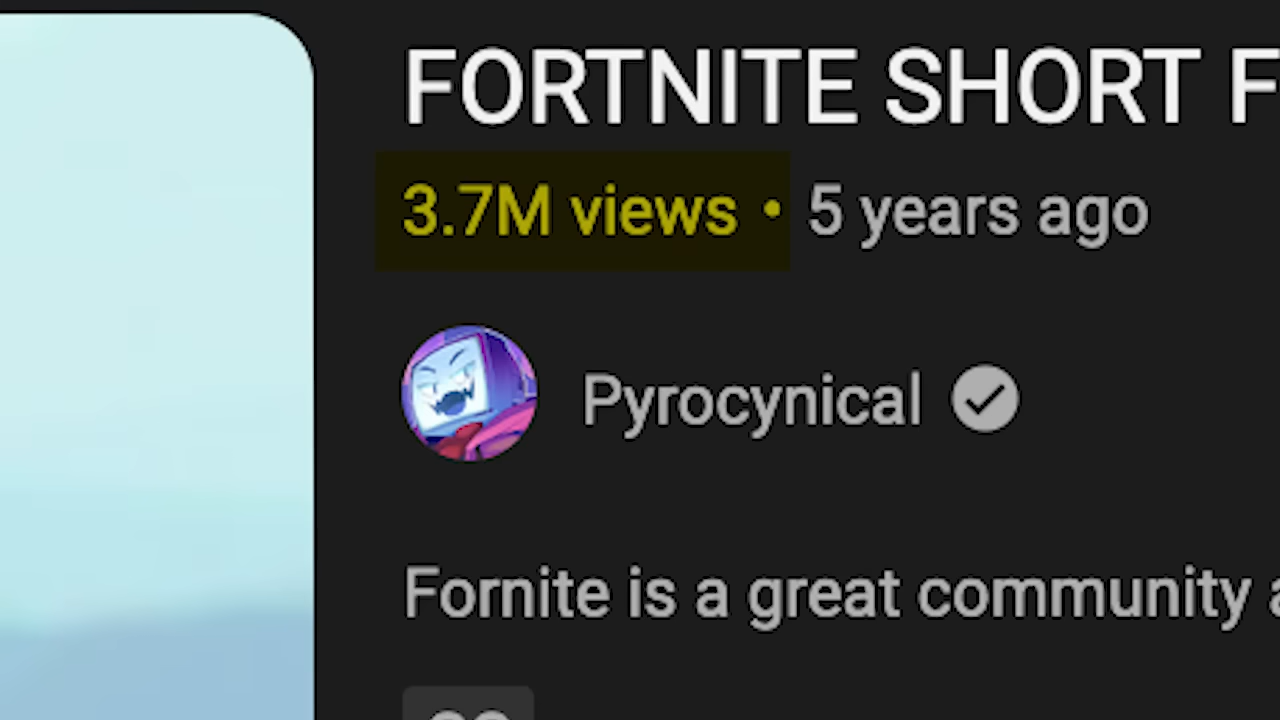 FORTNITE SHORT F
3.7M views • 5 years ago
Pyrocynical
Fornite is a great community a